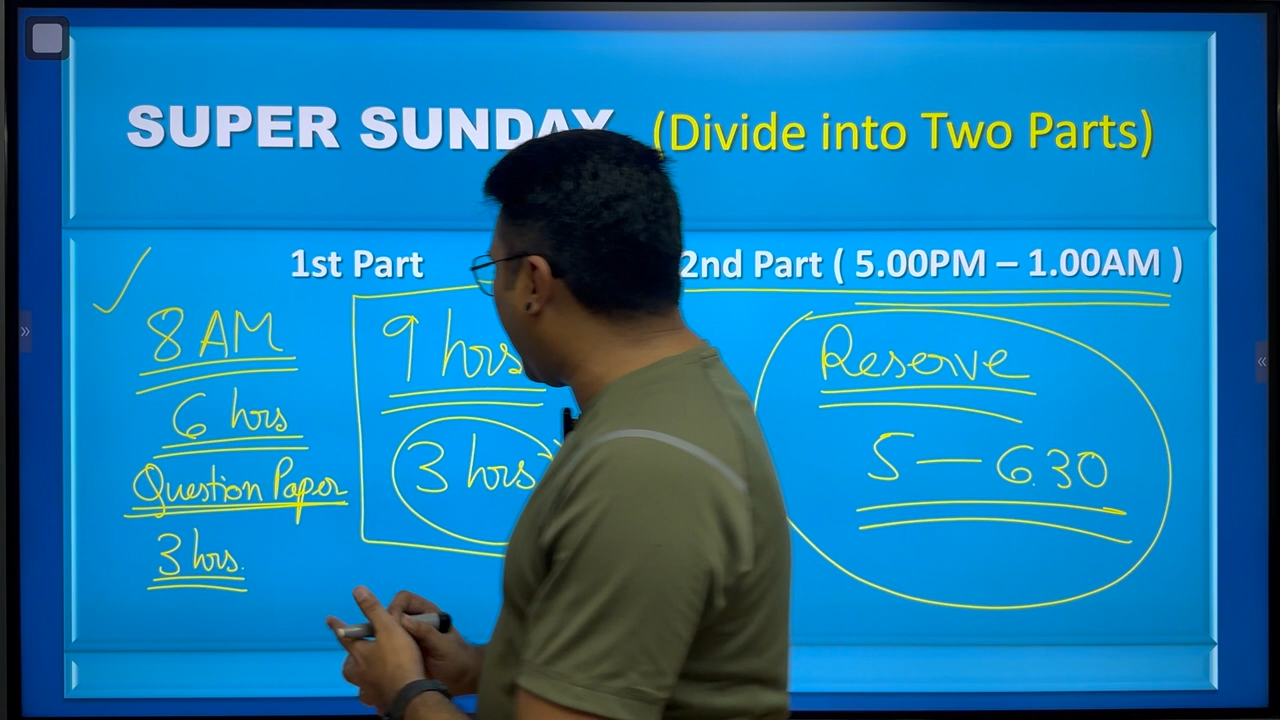 SUPER SUNDAY (Divide into Two Parts)
1st Part
2nd Part ( 5.00PM – 1.00AM )
8 AM
6 hrs
Question Paper
3 hrs.
9 hrs
3 hrs
Reserve
5 — 6.30